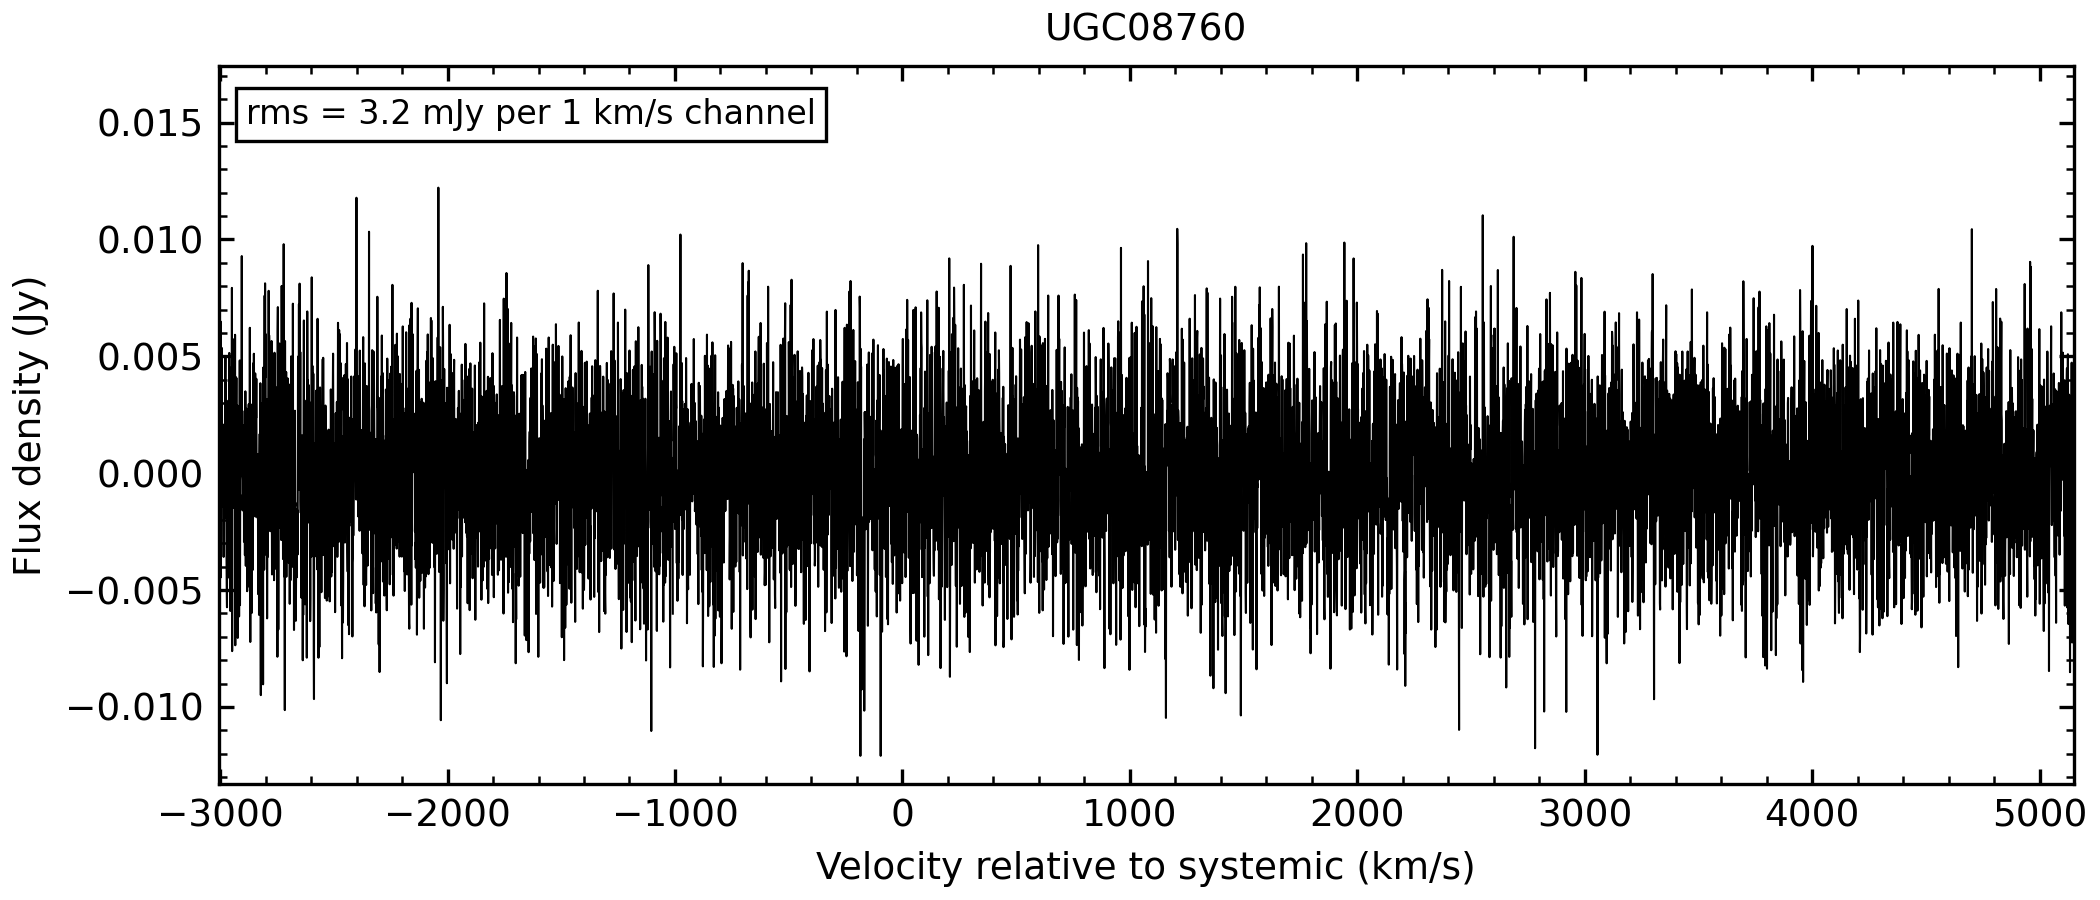 UGC08760
rms = 3.2 mJy per 1 km/s channel
Flux density (Jy)
0.015
0.010
0.005
0.000
−0.005
−0.010
−3000 −2000 −1000 0 1000 2000 3000 4000 5000
Velocity relative to systemic (km/s)